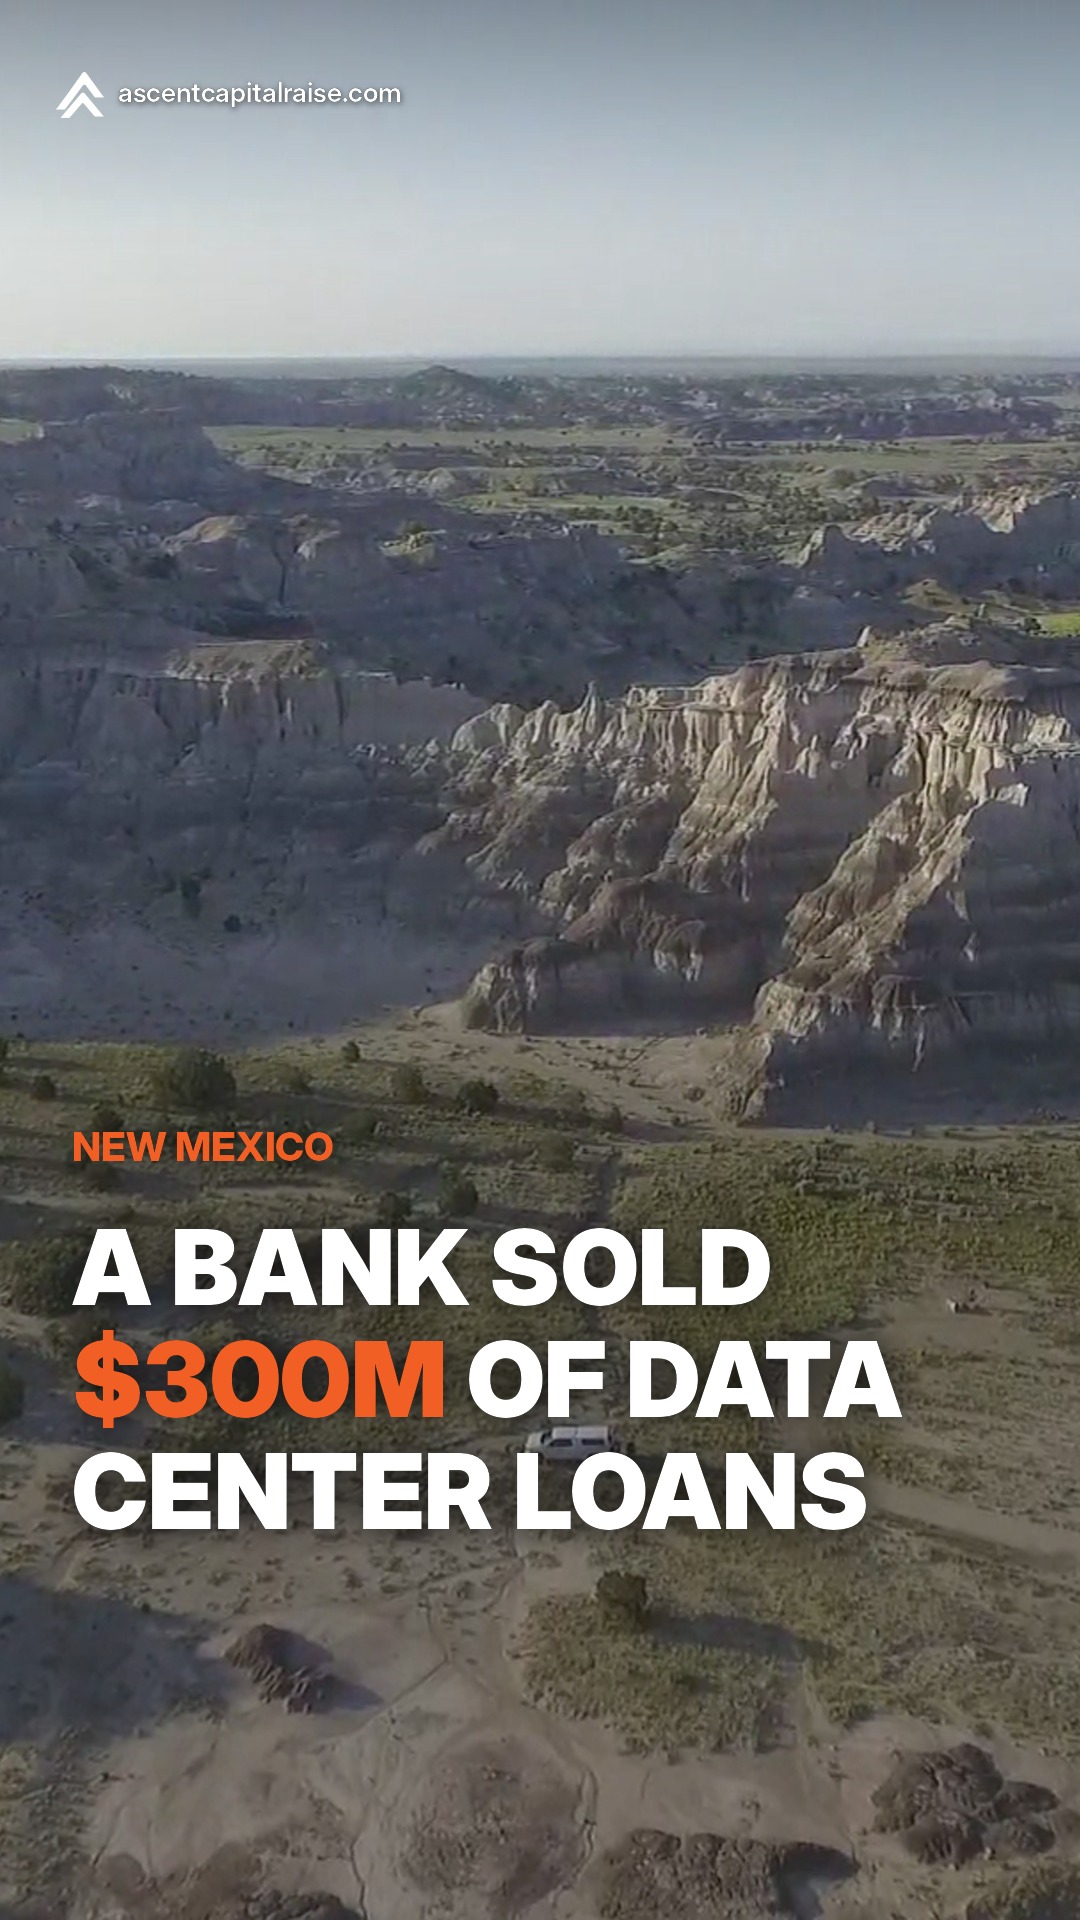 ascentcapitalraise.com
NEW MEXICO
A BANK SOLD
$300M OF DATA
CENTER LOANS